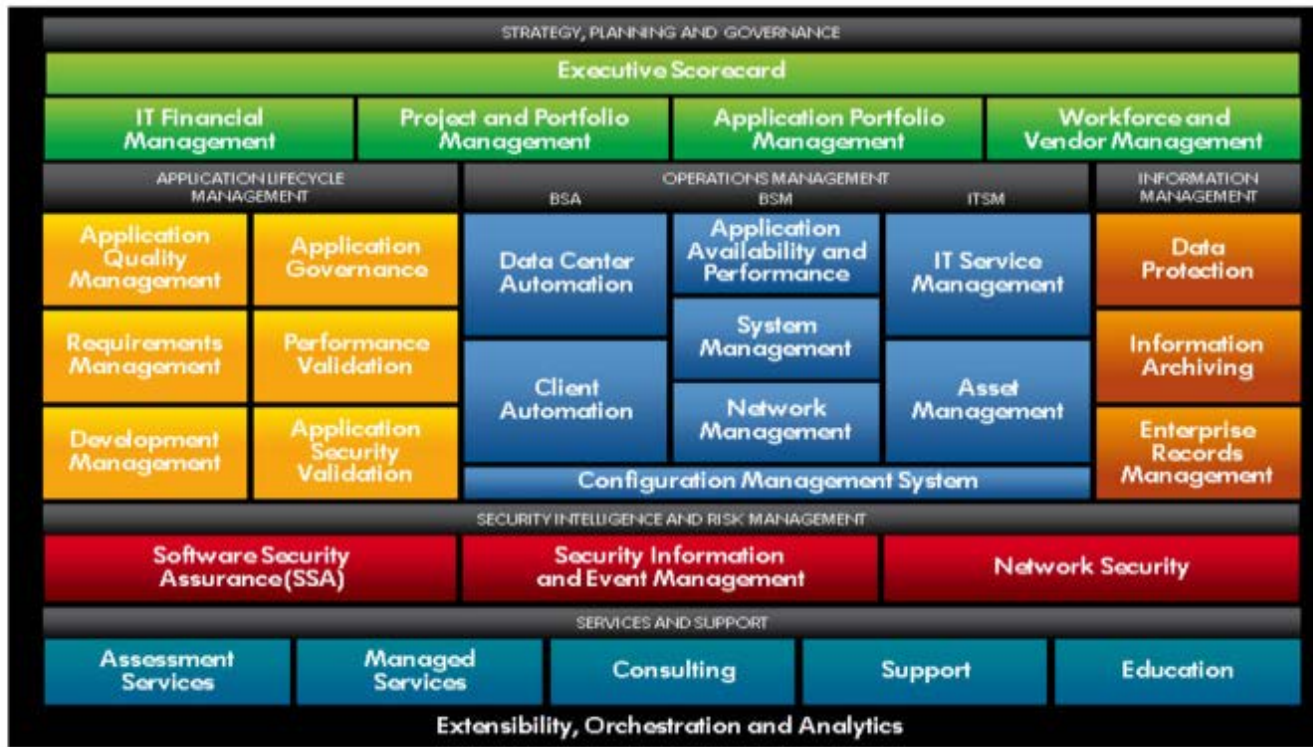 STRATEGY, PLANNING AND GOVERNANCE
Executive Scorecard
IT Financial
Management
Project and Portfolio
Management
Application Portfolio
Management
Workforce and
Vendor Management
APPLICATION LIFECYCLE
MANAGEMENT
OPERATIONS MANAGEMENT
BSA
BSM
ITSM
INFORMATION
MANAGEMENT
Application
Quality
Management
Application
Governance
Requirements
Management
Performance
Validation
Development
Management
Application
Security
Validation
Data Center
Automation
Client
Automation
Application
Availability and
Performance
System
Management
Network
Management
IT Service
Management
Asset
Management
Configuration Management System
Data
Protection
Information
Archiving
Enterprise
Records
Management
SECURITY INTELLIGENCE AND RISK MANAGEMENT
Software Security
Assurance (SSA)
Security Information
and Event Management
Network Security
SERVICES AND SUPPORT
Assessment
Services
Managed
Services
Consulting
Support
Education
Extensibility, Orchestration and Analytics